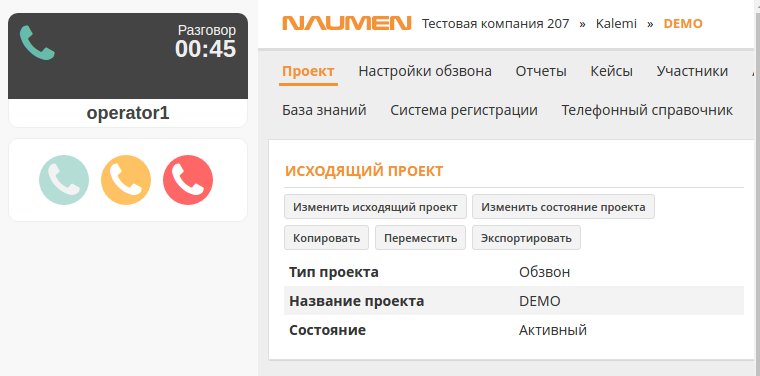 Разговор
00:45
operator1
NAUMEN Тестовая компания 207 » Kalemi » DEMO
Проект Настройки обзвона Отчеты Кейсы Участники
База знаний Система регистрации Телефонный справочник
ИСХОДЯЩИЙ ПРОЕКТ
Изменить исходящий проект Изменить состояние проекта
Копировать Переместить Экспортировать
Тип проекта Обзвон
Название проекта DEMO
Состояние Активный